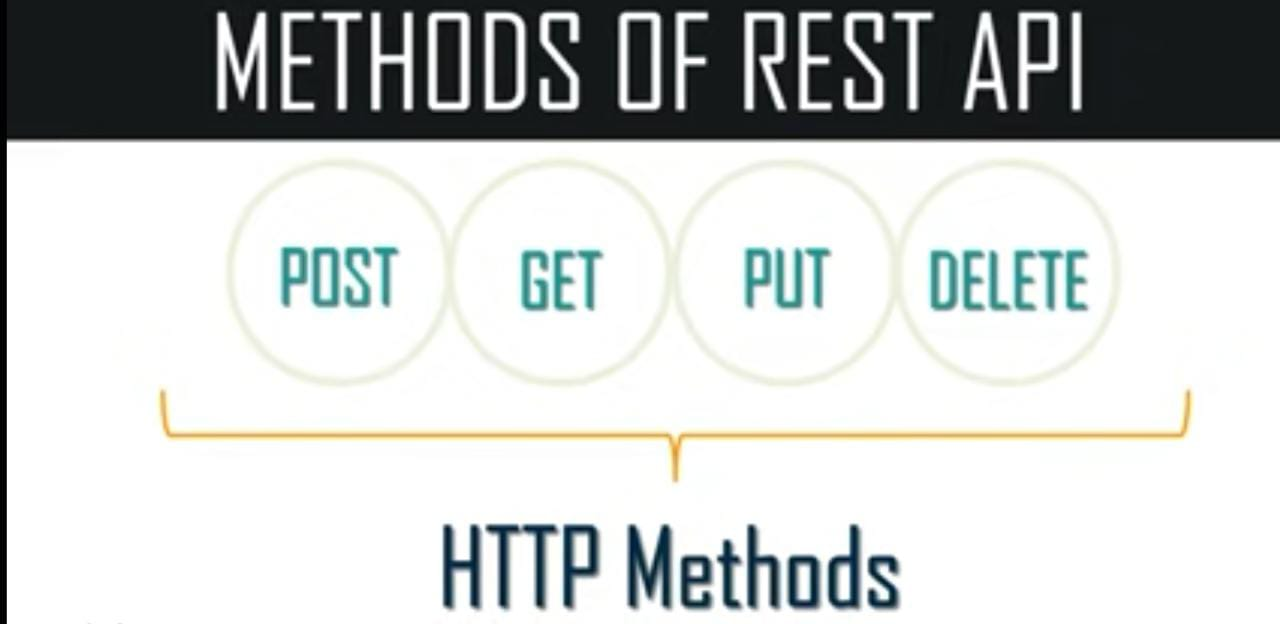 METHODS OF REST API
POST GET PUT DELETE
HTTP Methods